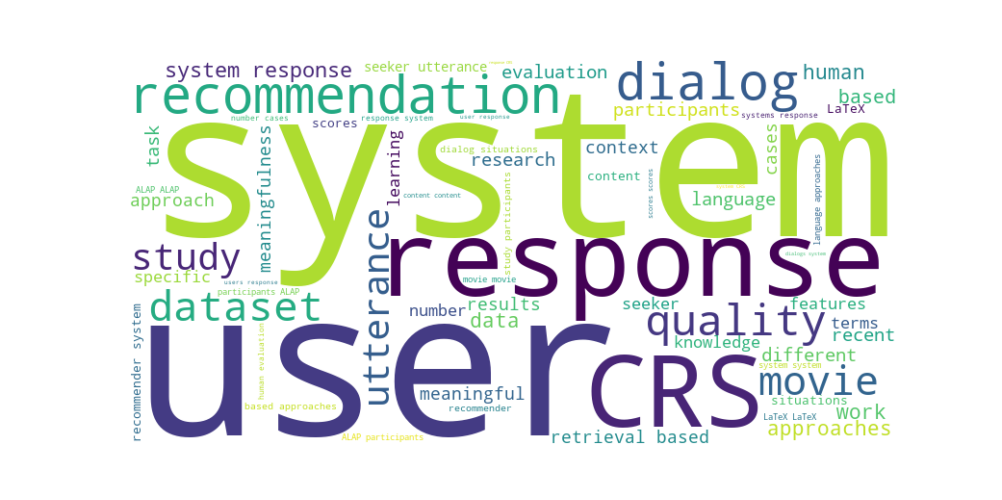 system response
seeker utterance
evaluation
dialog
human
recommendation
based
participants
LaTeX
number cases
response system
user response
systems response
scores
system
task
meaningfulness
learning
dialog situations
research
context
cases
ALAP ALAP
approach
content
content content
language
scores scores
language approaches
study participants
utterance
response
study
specific
users response
movie movie
participants ALAP
dataset
number
results
data
seeker
features
quality
terms
knowledge
recent
different
user
CRS
movie
recommender system
human evaluation
meaningful
based approaches
recommender
situations
work
LaTeX LaTeX
approaches
ALAP participants
retrieval based
system system
dialogs system